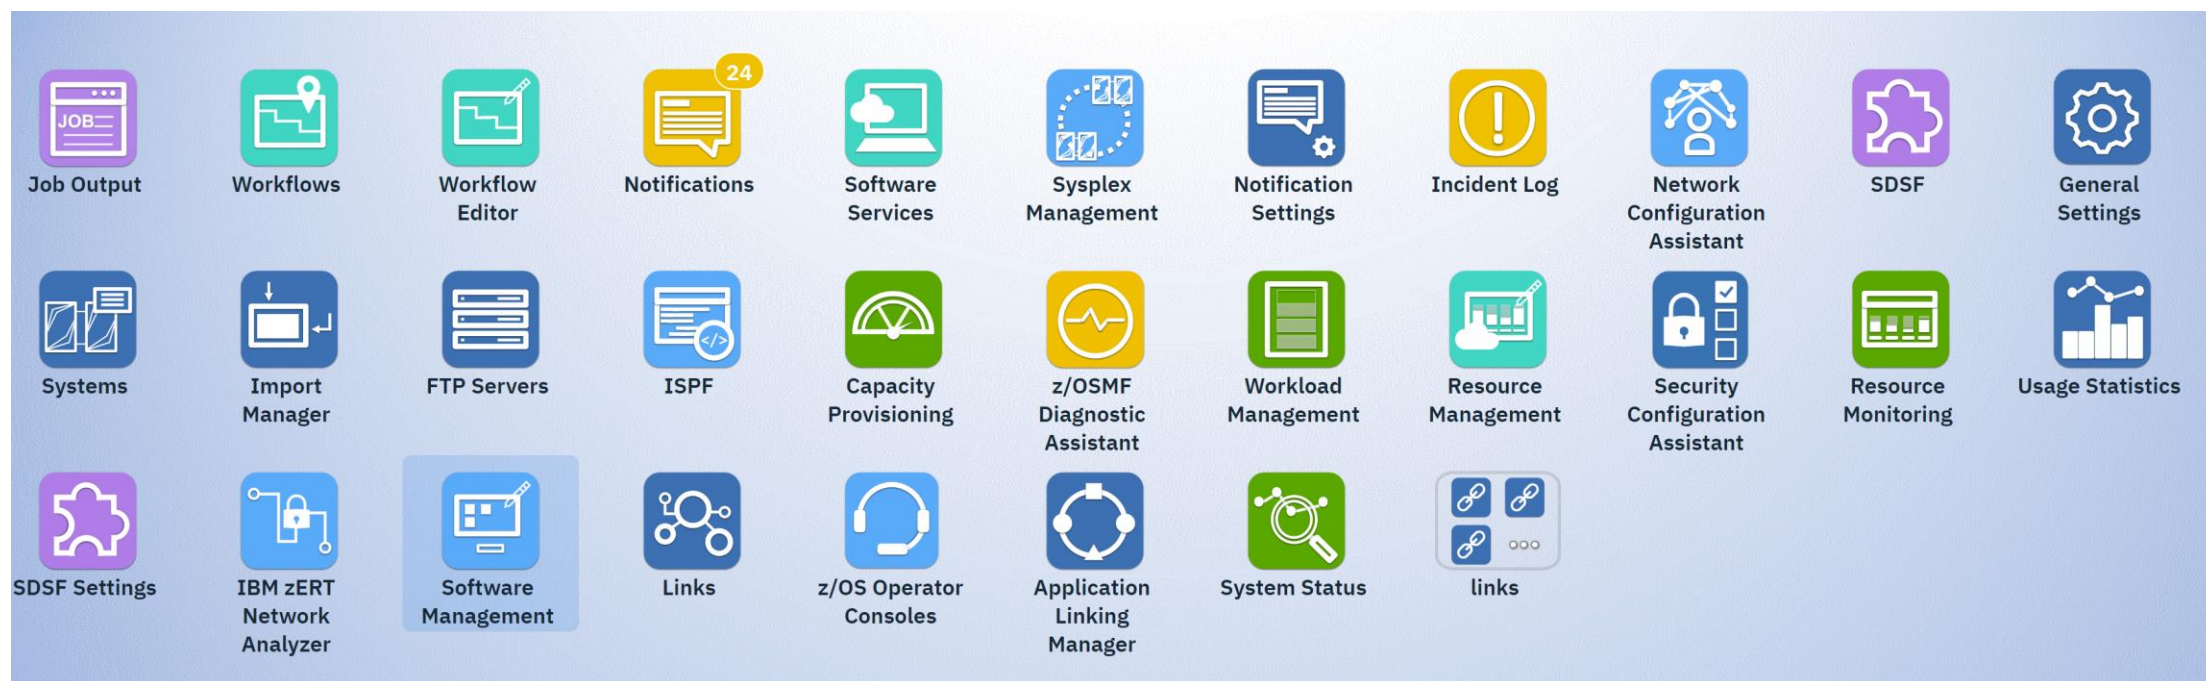 24
JOB
Job Output
Workflows
Workflow
Editor
Notifications
Software
Services
Sysplex
Management
Notification
Settings
Incident Log
Network
Configuration
Assistant
SDSF
General
Settings
</>
Systems
Import
Manager
FTP Servers
ISPF
Capacity
Provisioning
z/OSMF
Diagnostic
Assistant
Workload
Management
Resource
Management
Security
Configuration
Assistant
Resource
Monitoring
Usage Statistics
SDSF Settings
IBM zERT
Network
Analyzer
Software
Management
Links
z/OS Operator
Consoles
Application
Linking
Manager
System Status
links